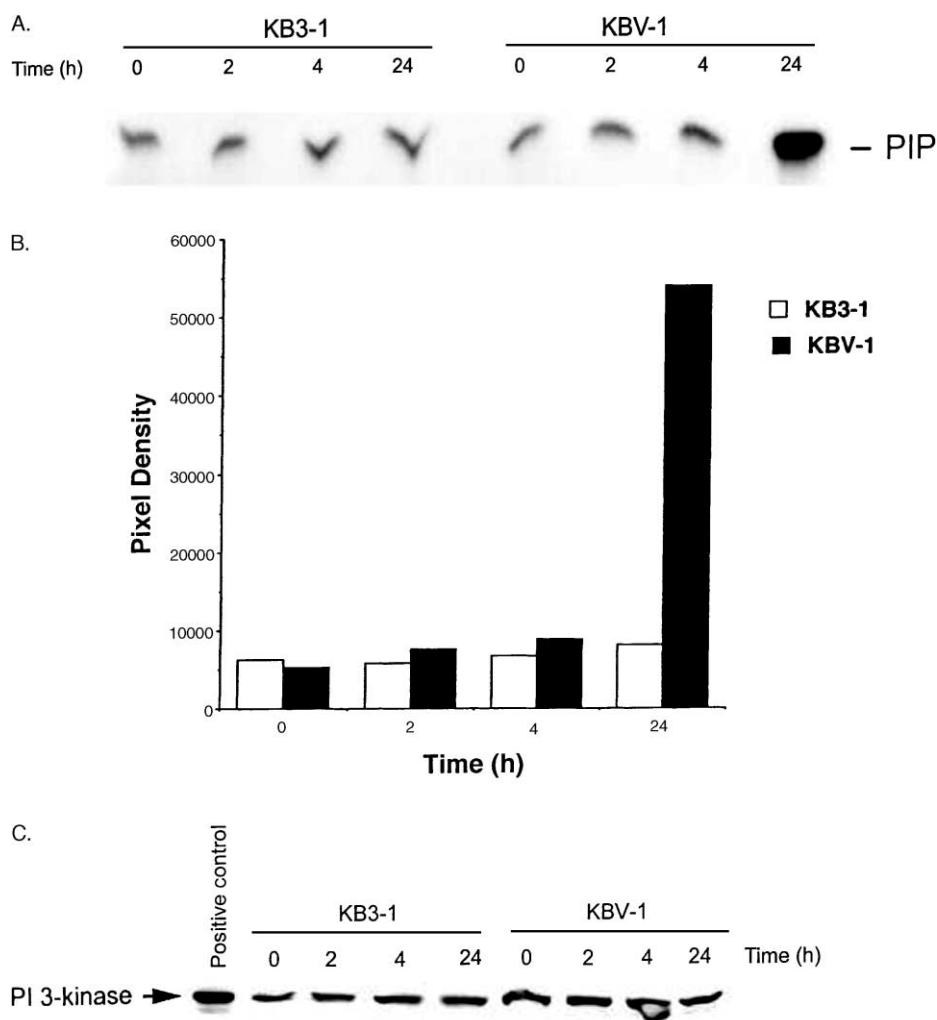 A.
KB3-1 KBV-1
Time (h) 0 2 4 24 0 2 4 24
– PIP
B.
60000
50000
40000
30000
20000
10000
0
Pixel Density
KB3-1
KBV-1
0 2 4 24
Time (h)
C.
Positive control
KB3-1 KBV-1
0 2 4 24 0 2 4 24 Time (h)
PI 3-kinase